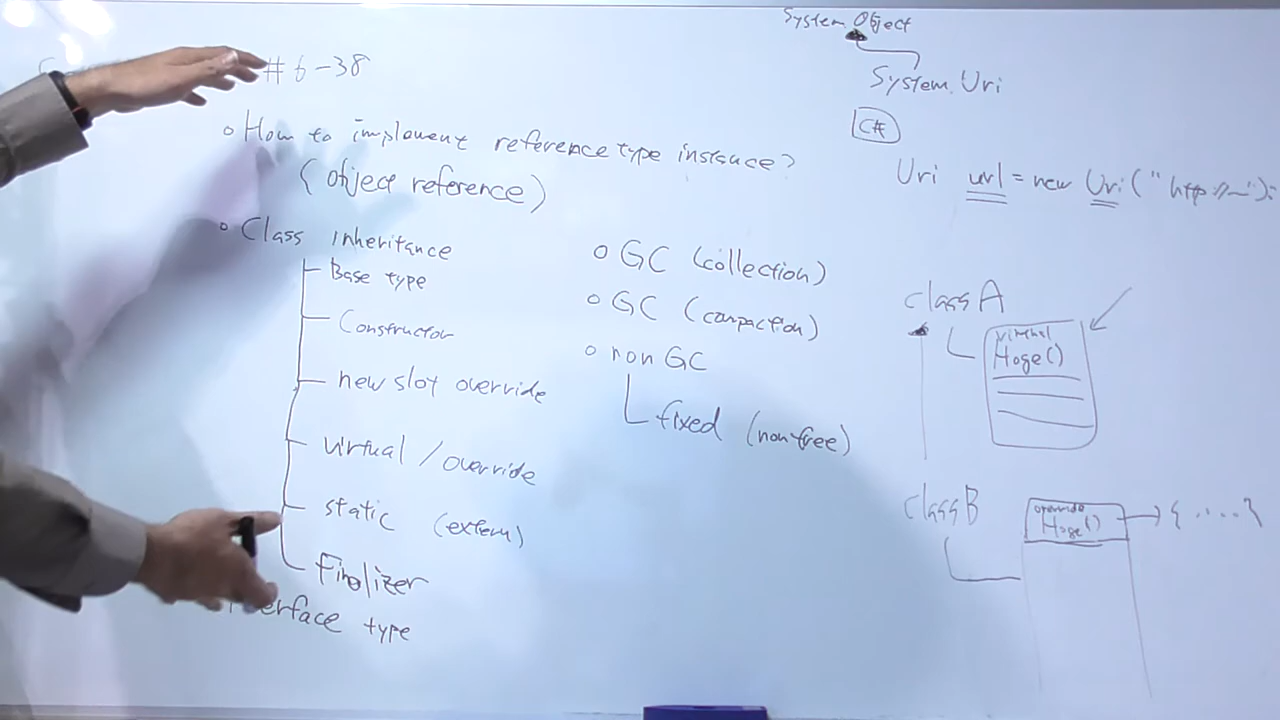 #6-38
○ How to implement reference type instance?
(object reference)
○ Class inheritance
Base type
Constructor
new slot override
virtual / override
static (extern)
Finalizer
erface type
○ GC (collection)
○ GC (compaction)
○ non GC
fixed (non free)
System.Object
System.Uri
C#
Uri url = new Uri("http://~");
class A
virtual
Hoge()
class B
override
Hoge() → { ..... }